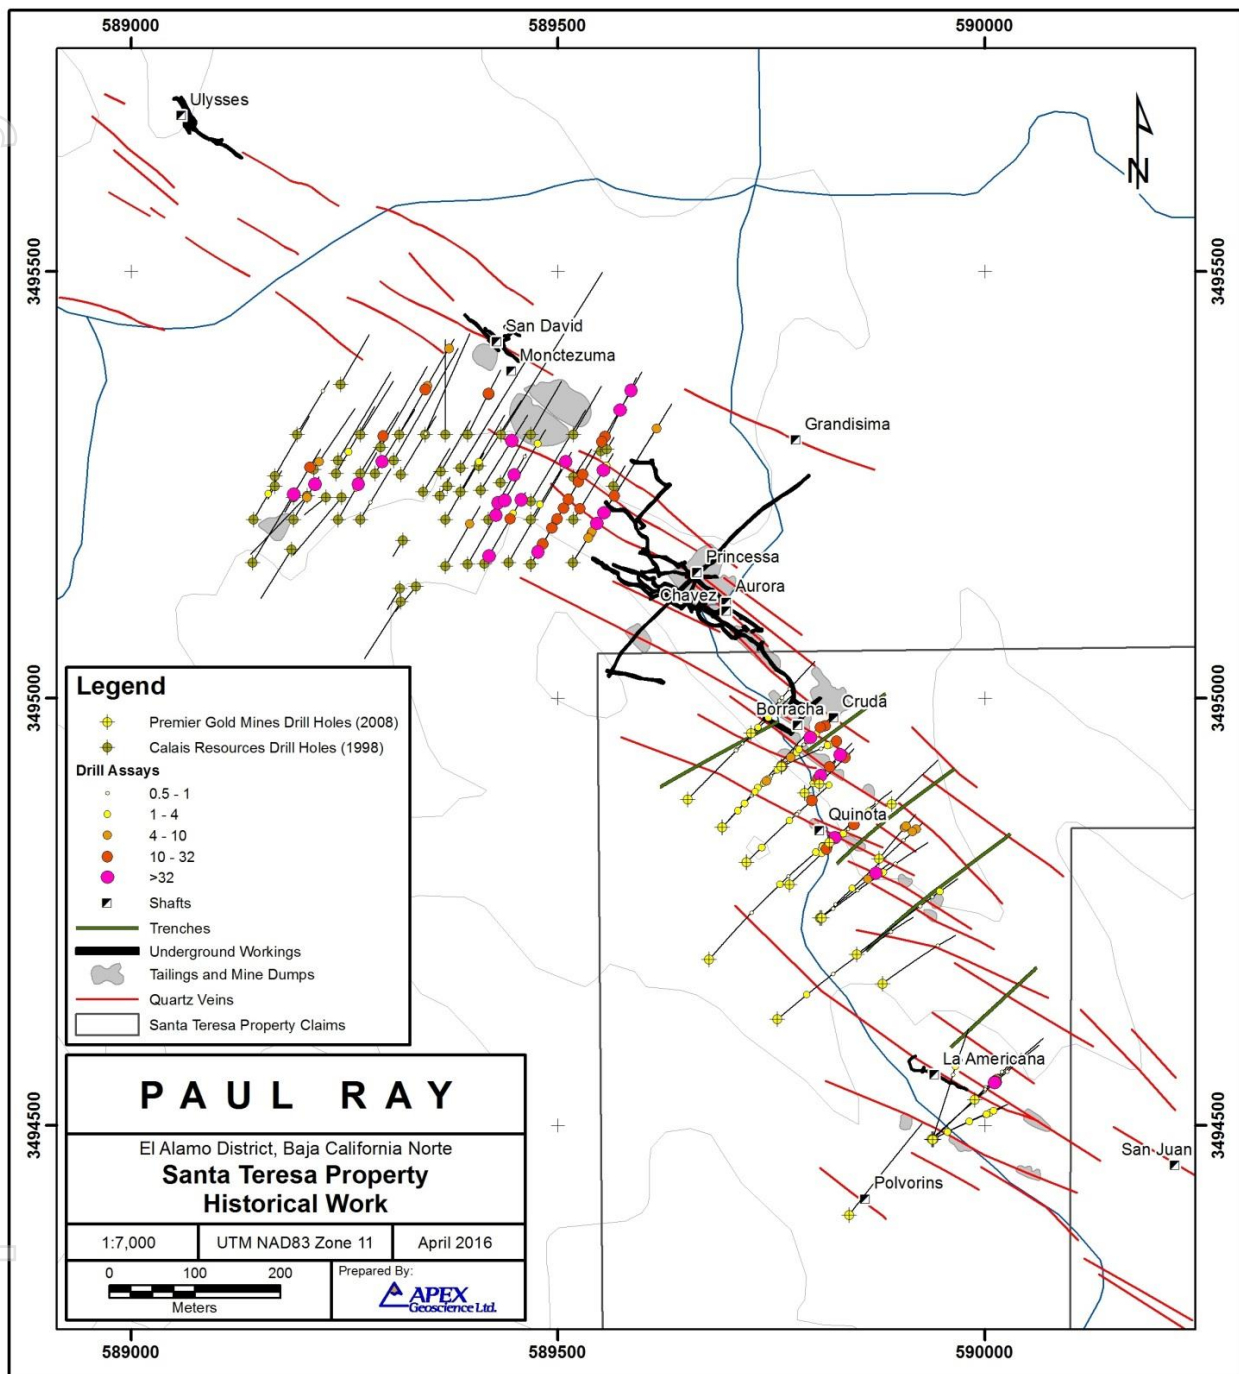 589000
589500
590000
Ulysses
N
3495500
3495500
San David
Monctezuma
Grandisima
Princessa
Aurora
Chavez
3495000
3495000
Cruda
Borracha
Quinota
La Americana
3494500
3494500
San Juan
Polvorins
Legend
Premier Gold Mines Drill Holes (2008)
Calais Resources Drill Holes (1998)
Drill Assays
0.5 - 1
1 - 4
4 - 10
10 - 32
>32
Shafts
Trenches
Underground Workings
Tailings and Mine Dumps
Quartz Veins
Santa Teresa Property Claims
PAUL RAY
El Alamo District, Baja California Norte
Santa Teresa Property
Historical Work
1:7,000
UTM NAD83 Zone 11
April 2016
0 100 200
Meters
Prepared By:
APEX
Geoscience Ltd.
589000
589500
590000